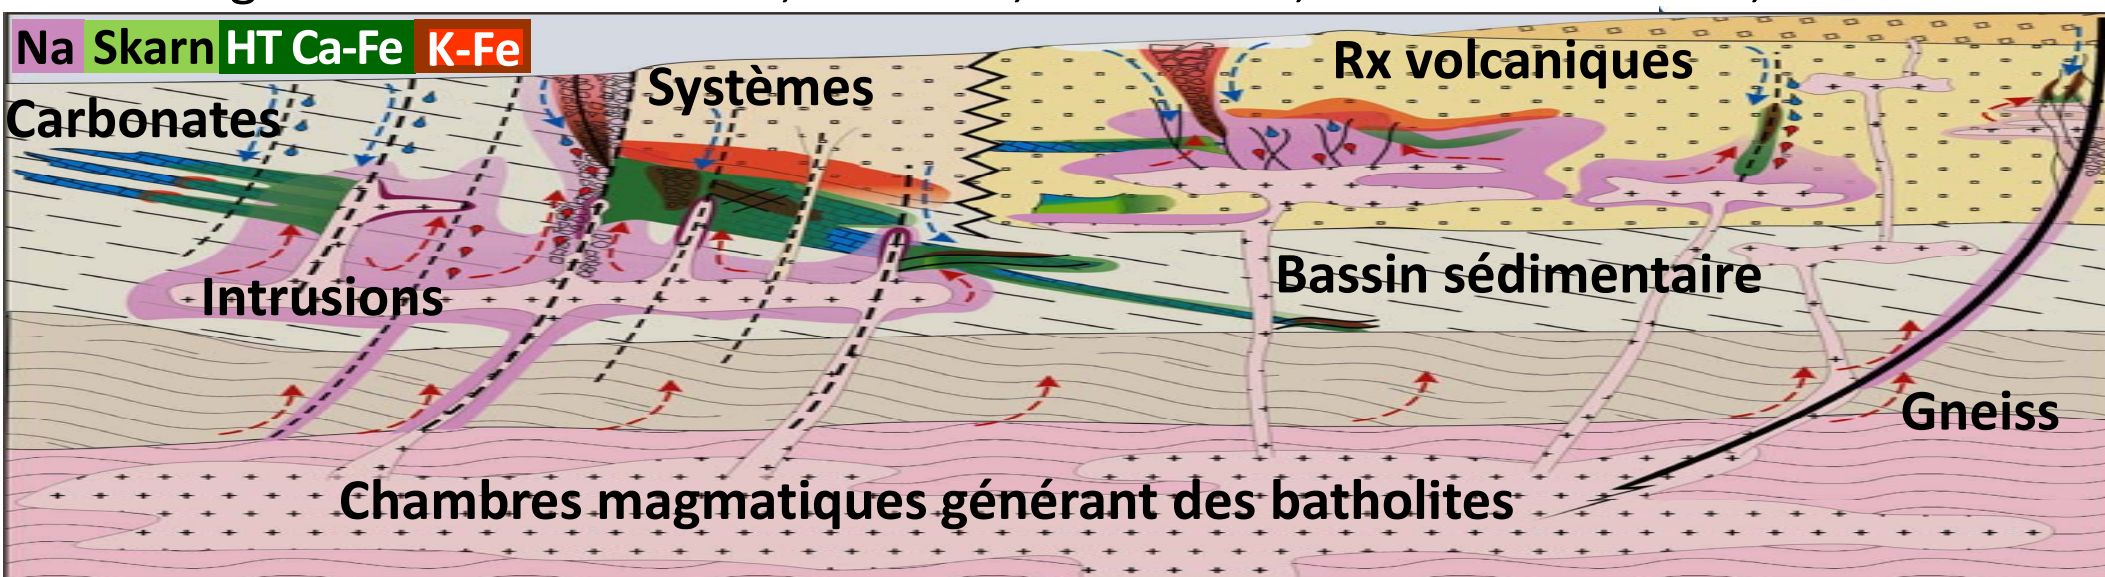 Na Skarn HT Ca-Fe K-Fe
Carbonates
Systèmes
Rx volcaniques
Intrusions
Bassin sédimentaire
Gneiss
Chambres magmatiques générant des batholites